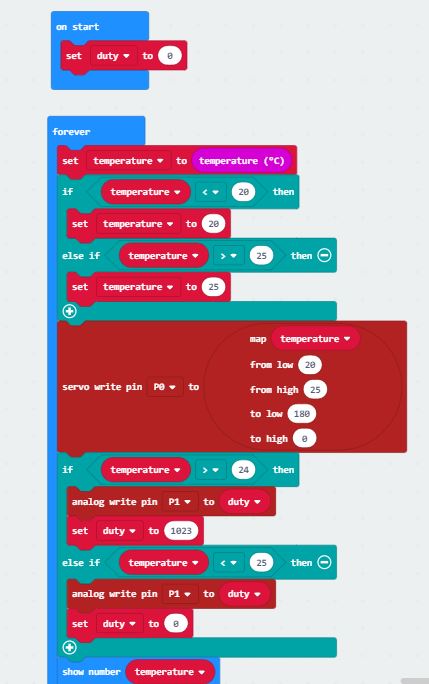 on start
set duty to 0
forever
set temperature to temperature (°C)
if temperature < 20 then
set temperature to 20
else if temperature > 25 then
set temperature to 25
map temperature
from low 20
from high 25
servo write pin P0 to
to low 180
to high 0
if temperature > 24 then
analog write pin P1 to duty
set duty to 1023
else if temperature < 25 then
analog write pin P1 to duty
set duty to 0
show number temperature